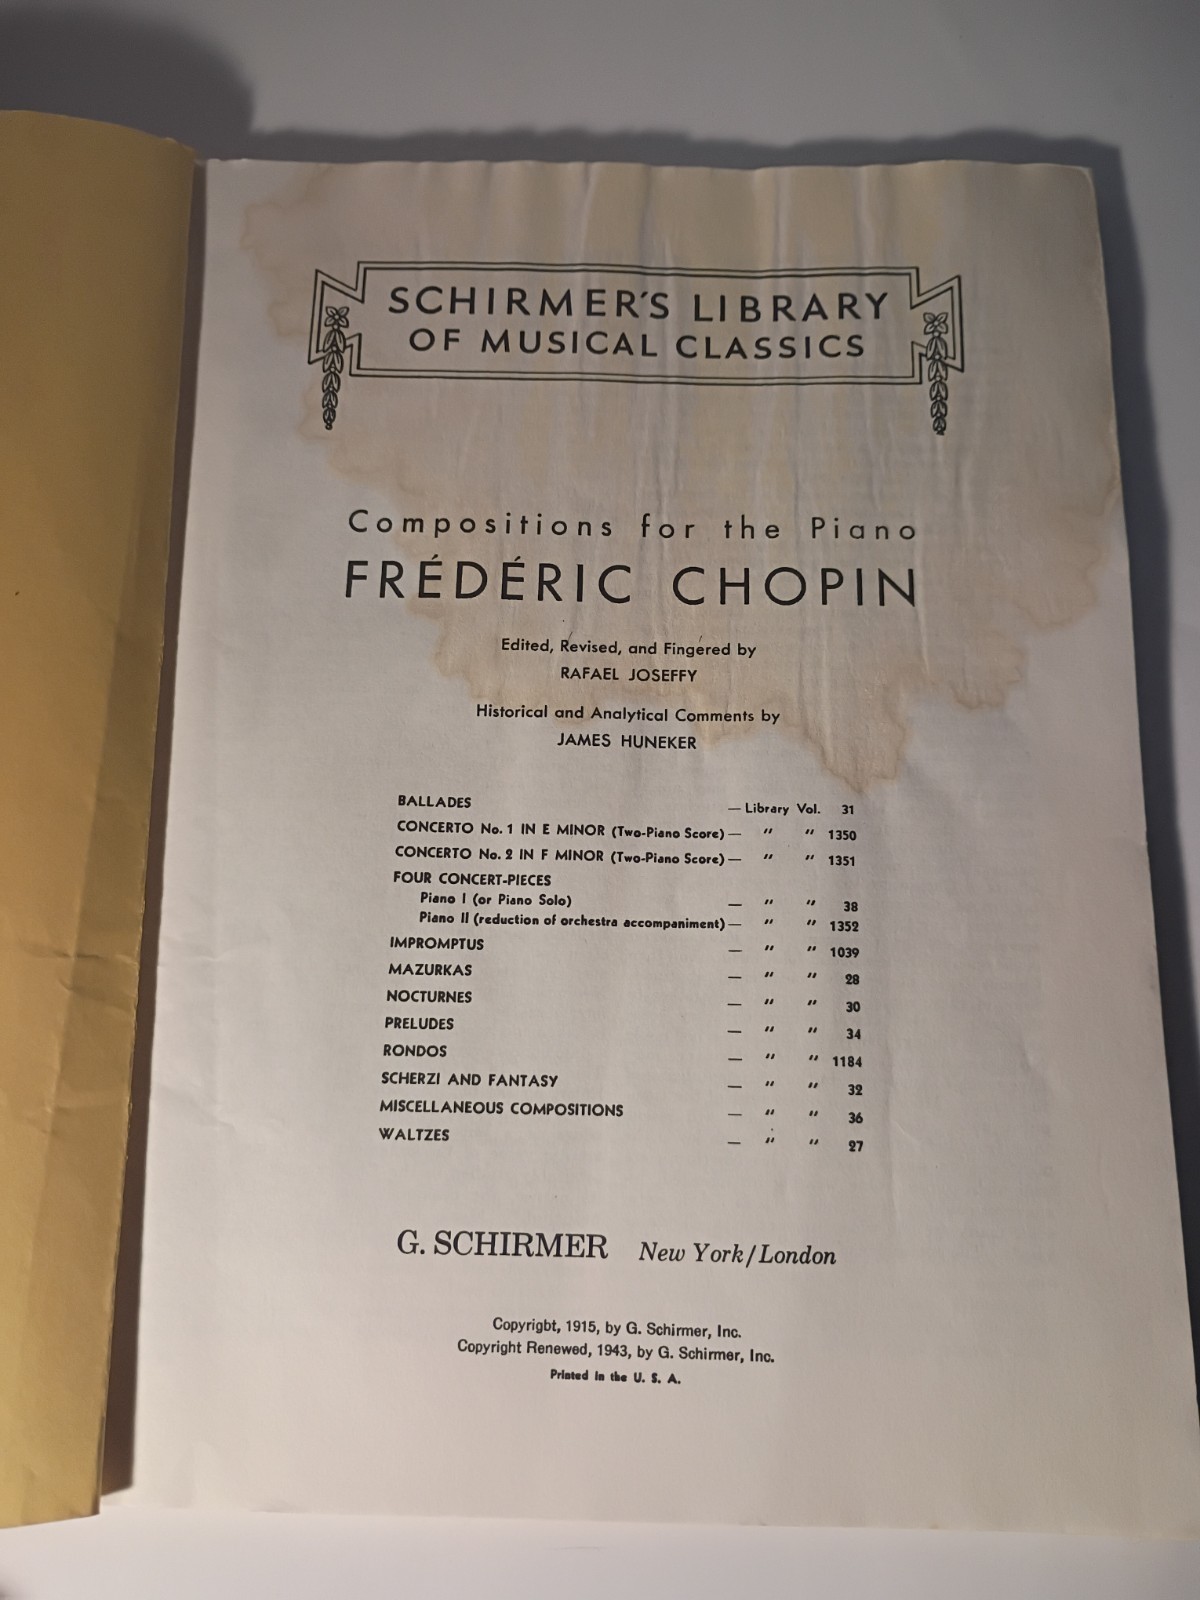 SCHIRMER'S LIBRARY
OF MUSICAL CLASSICS
Compositions for the Piano
FRÉDÉRIC CHOPIN
Edited, Revised, and Fingered by
RAFAEL JOSEFFY
Historical and Analytical Comments by
JAMES HUNEKER
BALLADES — Library Vol. 31
CONCERTO No. 1 IN E MINOR (Two-Piano Score) — " " 1350
CONCERTO No. 2 IN F MINOR (Two-Piano Score) — " " 1351
FOUR CONCERT-PIECES
Piano I (or Piano Solo) — " " 38
Piano II (reduction of orchestra accompaniment) — " " 1352
IMPROMPTUS — " " 1039
MAZURKAS — " " 28
NOCTURNES — " " 30
PRELUDES — " " 34
RONDOS — " " 1184
SCHERZI AND FANTASY — " " 32
MISCELLANEOUS COMPOSITIONS — " " 36
WALTZES — " " 27
G. SCHIRMER New York/London
Copyright, 1915, by G. Schirmer, Inc.
Copyright Renewed, 1943, by G. Schirmer, Inc.
Printed in the U. S. A.